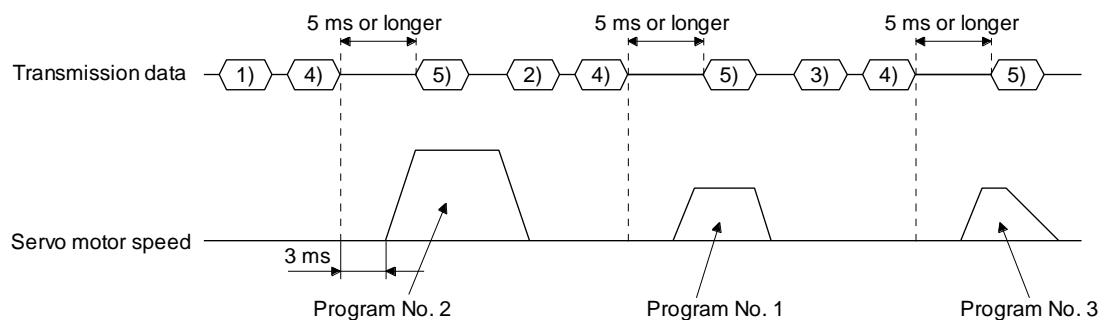 5 ms or longer 5 ms or longer 5 ms or longer
Transmission data 1) 4) 5) 2) 4) 5) 3) 4) 5)
Servo motor speed
3 ms
Program No. 2 Program No. 1 Program No. 3